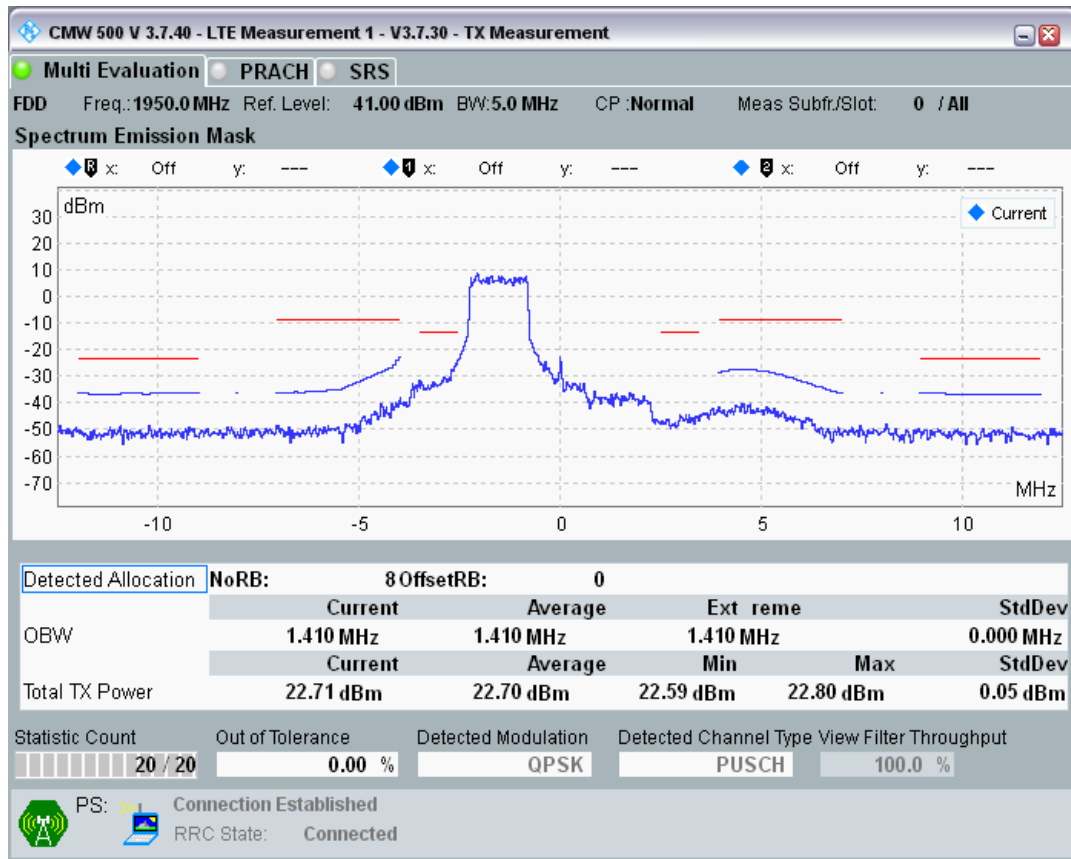 CMW 500 V 3.7.40 - LTE Measurement 1 - V3.7.30 - TX Measurement
Multi Evaluation PRACH SRS
FDD Freq.: 1950.0 MHz Ref. Level: 41.00 dBm BW: 5.0 MHz CP : Normal Meas Subfr./Slot: 0 / All
Spectrum Emission Mask
R x: Off y: --- 1 x: Off y: --- 2 x: Off y: ---
dBm
Current
30
20
10
0
-10
-20
-30
-40
-50
-60
-70
MHz
-10 -5 0 5 10
Detected Allocation NoRB: 8 OffsetRB: 0
Current Average Ext reme StdDev
OBW 1.410 MHz 1.410 MHz 1.410 MHz 0.000 MHz
Current Average Min Max StdDev
Total TX Power 22.71 dBm 22.70 dBm 22.59 dBm 22.80 dBm 0.05 dBm
Statistic Count Out of Tolerance Detected Modulation Detected Channel Type View Filter Throughput
20 / 20 0.00 % QPSK PUSCH 100.0 %
PS: Connection Established
RRC State: Connected